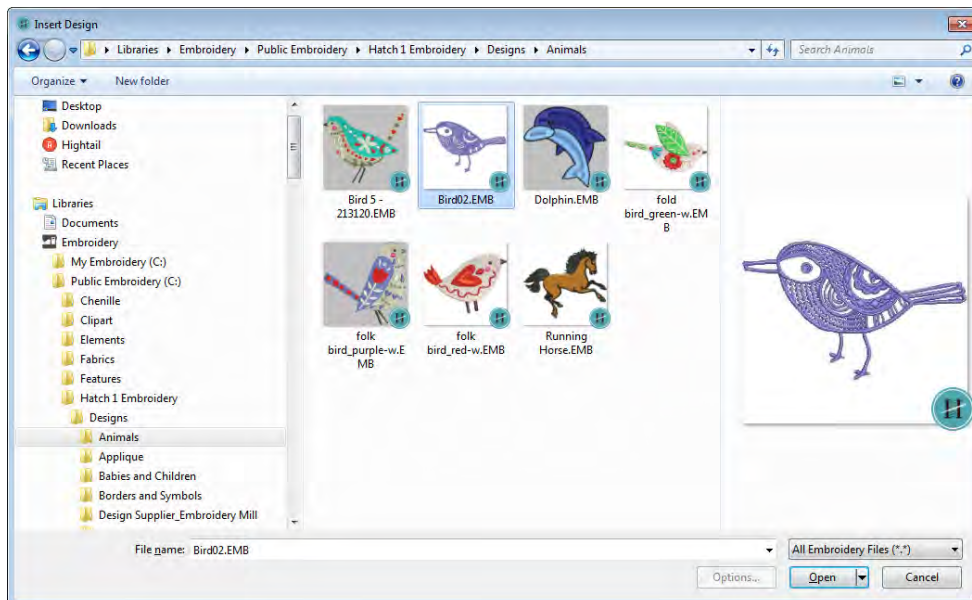 Insert Design
Libraries ▸ Embroidery ▸ Public Embroidery ▸ Hatch 1 Embroidery ▸ Designs ▸ Animals
Search Animals
Organize
New folder
Desktop
Downloads
Hightail
Recent Places
Libraries
Documents
Embroidery
My Embroidery (C:)
Public Embroidery (C:)
Chenille
Clipart
Elements
Fabrics
Features
Hatch 1 Embroidery
Designs
Animals
Applique
Babies and Children
Borders and Symbols
Design Supplier_Embroidery Mill
Bird 5 -
213120.EMB
Bird02.EMB
Dolphin.EMB
fold
bird_green-w.EM
B
folk
bird_purple-w.E
MB
folk
bird_red-w.EMB
Running
Horse.EMB
H
File name: Bird02.EMB
All Embroidery Files (*.*)
Options...
Open
Cancel